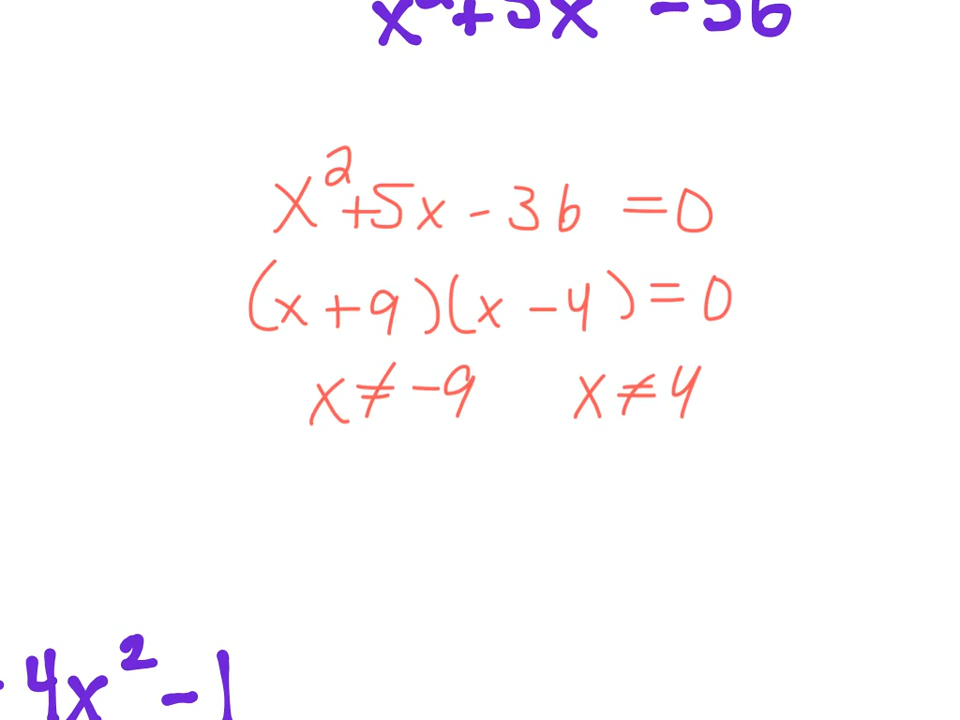 x²+5x -36
x²+5x - 36 = 0
(x + 9)(x - 4) = 0
x ≠ -9 x ≠ 4
4x² - 1